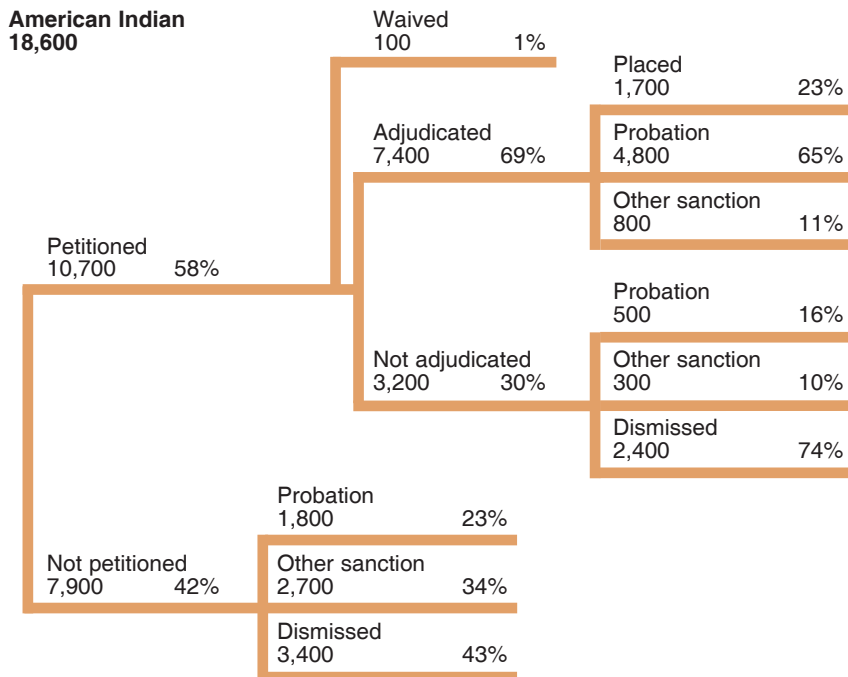 American Indian
18,600
Waived
100 1%
Placed
1,700 23%
Adjudicated
7,400 69%
Probation
4,800 65%
Other sanction
800 11%
Petitioned
10,700 58%
Probation
500 16%
Not adjudicated
3,200 30%
Other sanction
300 10%
Dismissed
2,400 74%
Probation
1,800 23%
Not petitioned
7,900 42%
Other sanction
2,700 34%
Dismissed
3,400 43%